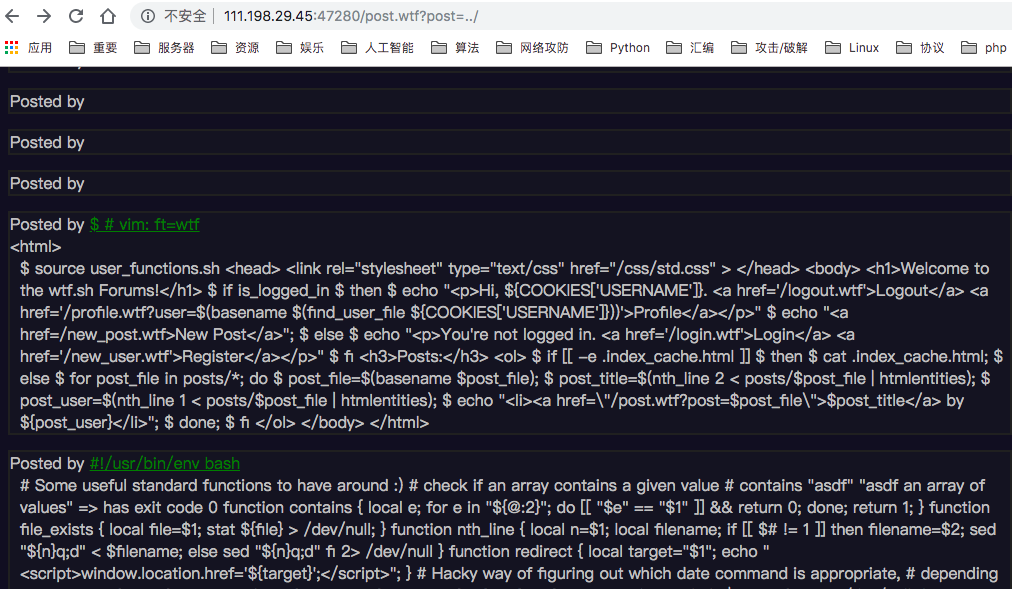 不安全 | 111.198.29.45:47280/post.wtf?post=../
应用 重要 服务器 资源 娱乐 人工智能 算法 网络攻防 Python 汇编 攻击/破解 Linux 协议 php
Posted by
Posted by
Posted by
Posted by $ # vim: ft=wtf
<html>
$ source user_functions.sh <head> <link rel="stylesheet" type="text/css" href="/css/std.css" > </head> <body> <h1>Welcome to
the wtf.sh Forums!</h1> $ if is_logged_in $ then $ echo "<p>Hi, ${COOKIES['USERNAME']}. <a href='/logout.wtf'>Logout</a> <a
href='/profile.wtf?user=$(basename $(find_user_file ${COOKIES['USERNAME']}))'>Profile</a></p>" $ echo "<a
href=/new_post.wtf>New Post</a>"; $ else $ echo "<p>You're not logged in. <a href='/login.wtf'>Login</a> <a
href='/new_user.wtf'>Register</a></p>" $ fi <h3>Posts:</h3> <ol> $ if [[ -e .index_cache.html ]] $ then $ cat .index_cache.html; $
else $ for post_file in posts/*; do $ post_file=$(basename $post_file); $ post_title=$(nth_line 2 < posts/$post_file | htmlentities); $
post_user=$(nth_line 1 < posts/$post_file | htmlentities); $ echo "<li><a href=\"/post.wtf?post=$post_file\">$post_title</a> by
${post_user}</li>"; $ done; $ fi </ol> </body> </html>
Posted by #!/usr/bin/env bash
# Some useful standard functions to have around :) # check if an array contains a given value # contains "asdf" "asdf an array of
values" => has exit code 0 function contains { local e; for e in "${@:2}"; do [[ "$e" == "$1" ]] && return 0; done; return 1; } function
file_exists { local file=$1; stat ${file} > /dev/null; } function nth_line { local n=$1; local filename; if [[ $# != 1 ]] then filename=$2; sed
"${n}q;d" < $filename; else sed "${n}q;d" fi 2> /dev/null } function redirect { local target="$1"; echo "
<script>window.location.href='${target}';</script>"; } # Hacky way of figuring out which date command is appropriate, # depending